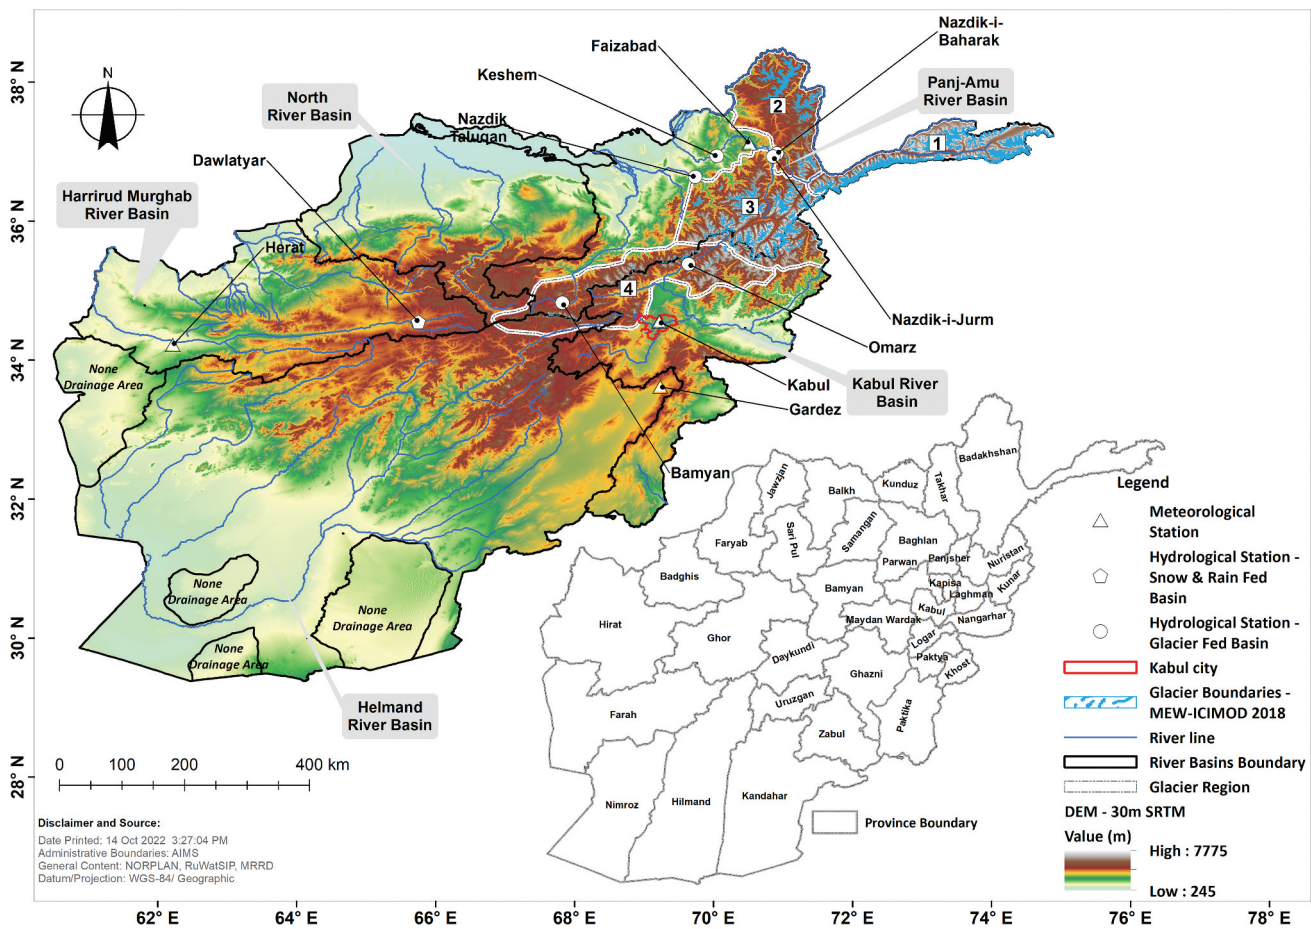 38° N
36° N
34° N
32° N
30° N
28° N
N
Faizabad
Nazdik-i-
Baharak
Keshem
North
River Basin
Panj-Amu
River Basin
Nazdik
Taluqan
Dawlatyar
Harrirud Murghab
River Basin
Herat
1
2
3
4
Nazdik-i-Jurm
Omarz
Kabul
Kabul River
Basin
Gardez
Bamyan
None
Drainage Area
None
Drainage Area
None
Drainage Area
None
Drainage Area
Helmand
River Basin
0 100 200 400 km
Disclaimer and Source:
Date Printed: 14 Oct 2022 3:27:04 PM
Administrative Boundaries: AIMS
General Content: NORPLAN, RuWatSIP, MRRD
Datum/Projection: WGS-84/ Geographic
Badakhshan
Jawzjan
Balkh
Kunduz
Takhar
Faryab
Sari Pul
Samangan
Baghlan
Panjsher
Nuristan
Badghis
Parwan
Bamyan
Kapisa
Laghman
Kunar
Hirat
Ghor
Maydan Wardak
Kabul
Nangarhar
Logar
Daykundi
Paktya
Khost
Ghazni
Uruzgan
Farah
Zabul
Paktika
Nimroz
Hilmand
Kandahar
Province Boundary
Legend
Meteorological
Station
Hydrological Station -
Snow & Rain Fed
Basin
Hydrological Station -
Glacier Fed Basin
Kabul city
Glacier Boundaries -
MEW-ICIMOD 2018
River line
River Basins Boundary
Glacier Region
DEM - 30m SRTM
Value (m)
High : 7775
Low : 245
62° E
64° E
66° E
68° E
70° E
72° E
74° E
76° E
78° E